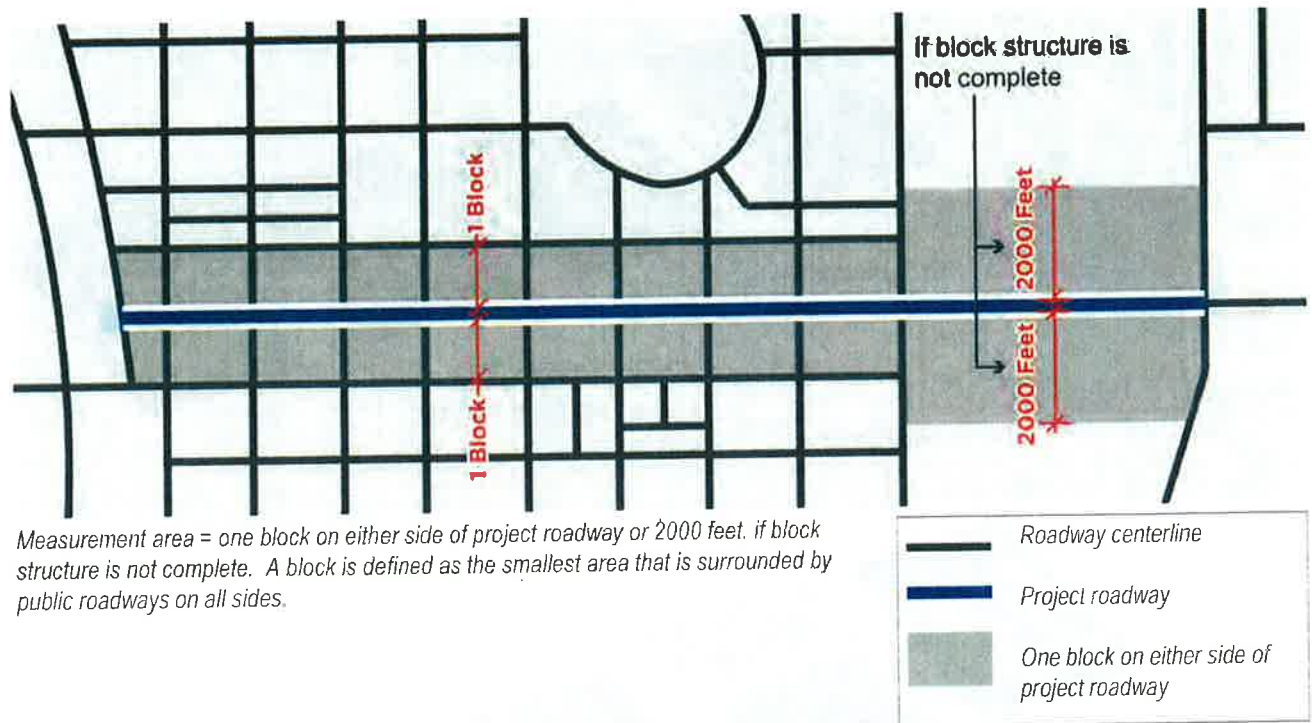 If block structure is
not complete
1 Block
2000 Feet
1 Block
2000 Feet
Measurement area = one block on either side of project roadway or 2000 feet. if block
structure is not complete. A block is defined as the smallest area that is surrounded by
public roadways on all sides.
Roadway centerline
Project roadway
One block on either side of
project roadway